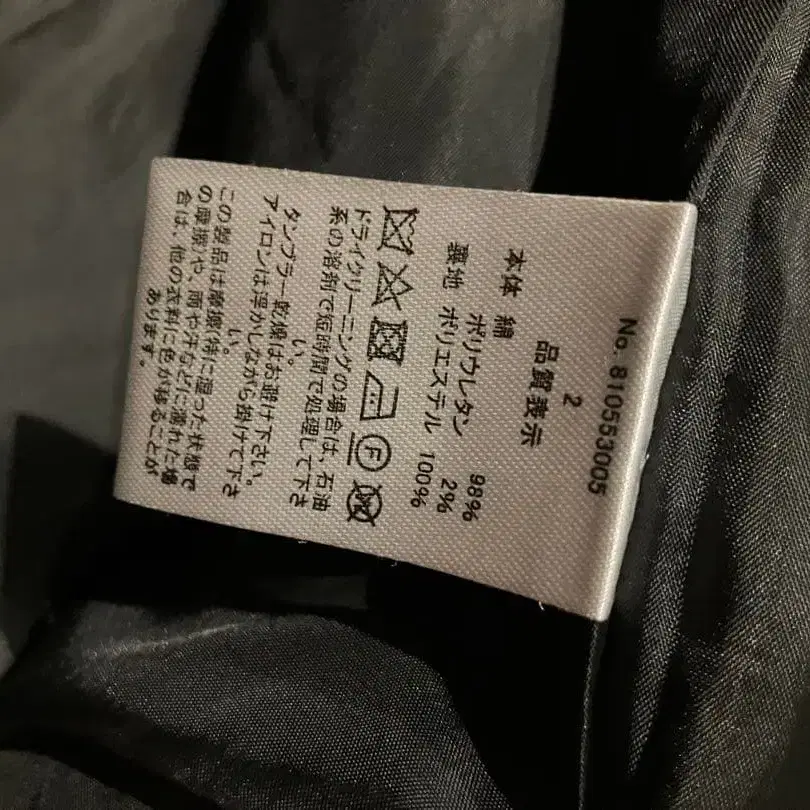 No. 810553005
2
品質表示
本体 綿 98%
ポリウレタン 2%
裏地 ポリエステル 100%
F
W
ドライクリーニングの場合は、石油
系の溶剤で短時間で処理して下さ
い。
タンブラー乾燥はお避け下さい。
アイロンは浮かしながら掛けて下さ
い。
この製品は摩擦特に湿った状態で
の摩擦や、雨や汗などに濡れた場
合は、他の衣料に色が移ることが
あります。